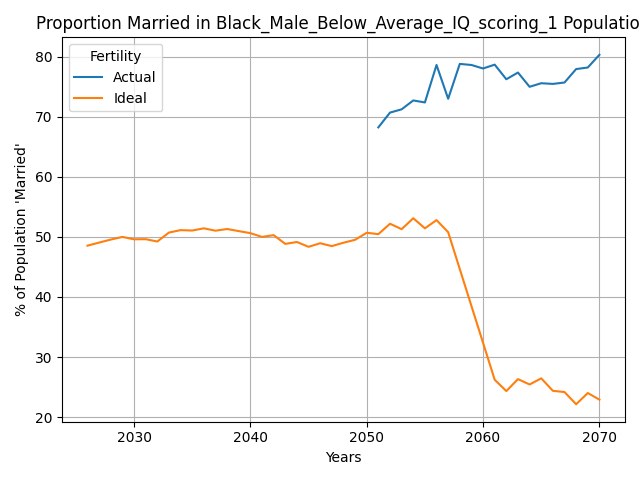 Proportion Married in Black_Male_Below_Average_IQ_scoring_1 Populatio
Fertility
Actual
Ideal
% of Population 'Married'
80
70
60
50
40
30
20
2030 2040 2050 2060 2070
Years